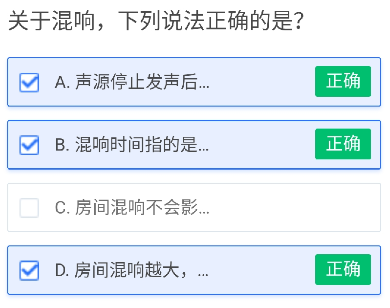 关于混响，下列说法正确的是？
A. 声源停止发声后... 正确
B. 混响时间指的是... 正确
C. 房间混响不会影...
D. 房间混响越大，... 正确